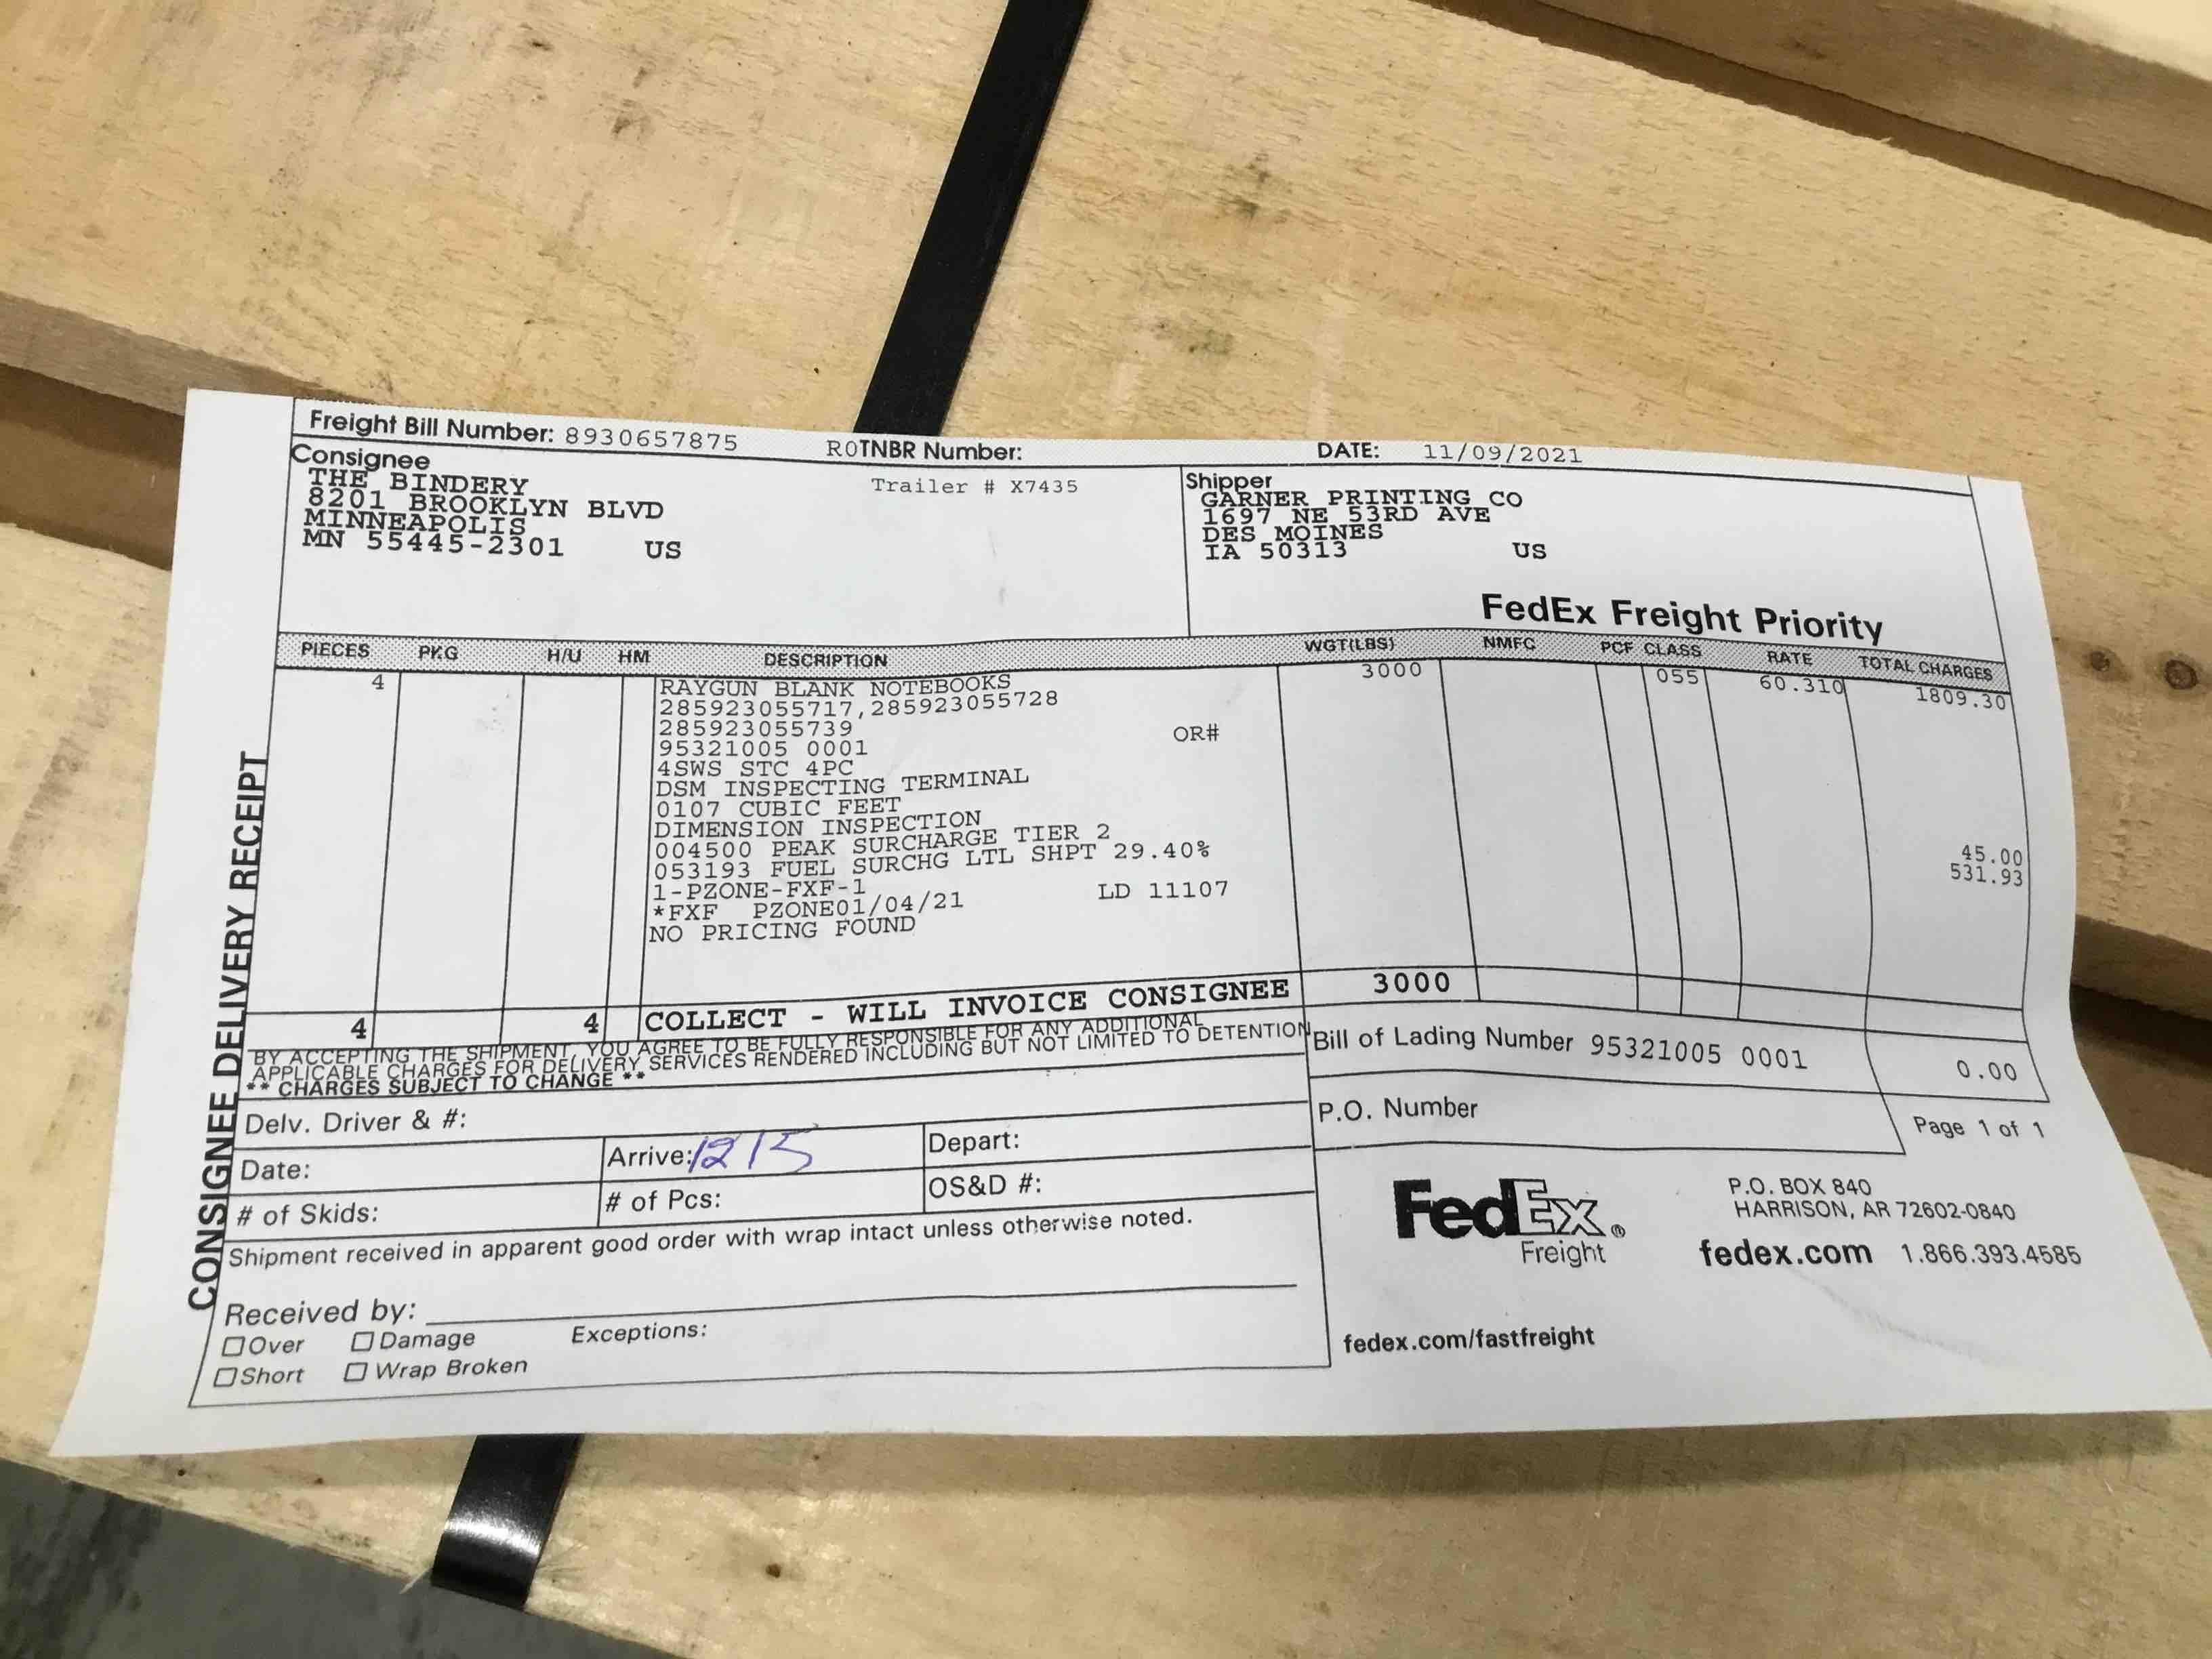 Freight Bill Number: 8930657875 R0TNBR Number: DATE: 11/09/2021
Consignee
THE BINDERY
8201 BROOKLYN BLVD
MINNEAPOLIS
MN 55445-2301 US
Trailer # X7435
Shipper
GARNER PRINTING CO
1697 NE 53RD AVE
DES MOINES
IA 50313 US
FedEx Freight Priority
PIECES PKG H/U HM DESCRIPTION WGT(LBS) NMFC PCF CLASS RATE TOTAL CHARGES
4 RAYGUN BLANK NOTEBOOKS 3000 055 60.310 1809.30
285923055717,285923055728
285923055739 OR#
95321005 0001
4SWS STC 4PC
DSM INSPECTING TERMINAL
0107 CUBIC FEET
DIMENSION INSPECTION
004500 PEAK SURCHARGE TIER 2 45.00
053193 FUEL SURCHG LTL SHPT 29.40% 531.93
1-PZONE-FXF-1
*FXF PZONE01/04/21 LD 11107
NO PRICING FOUND
4 4 COLLECT - WILL INVOICE CONSIGNEE 3000
BY ACCEPTING THE SHIPMENT, YOU AGREE TO BE FULLY RESPONSIBLE FOR ANY ADDITIONAL
APPLICABLE CHARGES FOR DELIVERY SERVICES RENDERED INCLUDING BUT NOT LIMITED TO DETENTION
** CHARGES SUBJECT TO CHANGE **
Bill of Lading Number 95321005 0001 0.00
P.O. Number
Page 1 of 1
Delv. Driver & #:
Date: Arrive: 1215 Depart:
# of Skids: # of Pcs: OS&D #:
Shipment received in apparent good order with wrap intact unless otherwise noted.
Received by:
Over Damage Exceptions:
Short Wrap Broken
CONSIGNEE DELIVERY RECEIPT
FedEx®
Freight
P.O. BOX 840
HARRISON, AR 72602-0840
fedex.com 1.866.393.4585
fedex.com/fastfreight